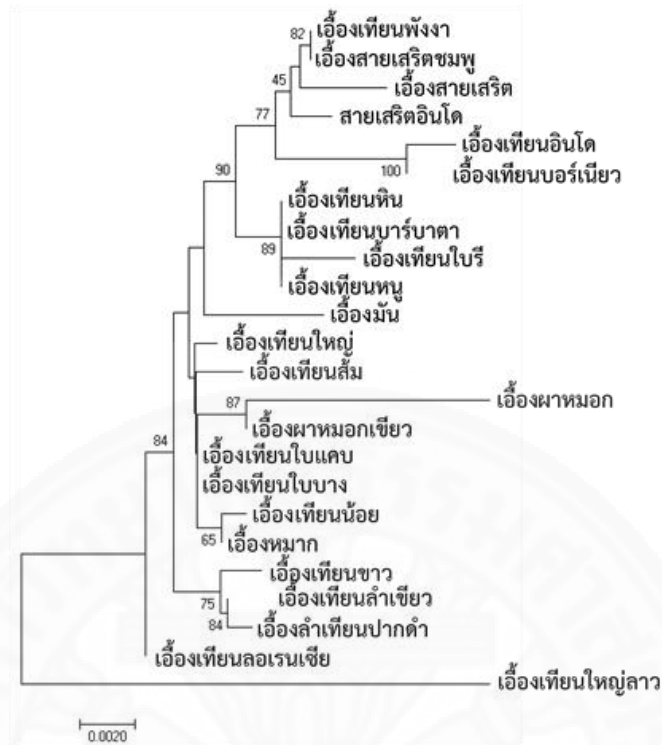 82
เอื้องเทียนพังงา
เอื้องสายเสริตชมพู
45
เอื้องสายเสริต
77
สายเสริตอินโด
เอื้องเทียนอินโด
90
100
เอื้องเทียนบอร์เนียว
เอื้องเทียนหิน
เอื้องเทียนบาร์บาตา
89
เอื้องเทียนใบรี
เอื้องเทียนหนู
เอื้องมัน
เอื้องเทียนใหญ่
เอื้องเทียนส้ม
87
เอื้องผาหมอก
เอื้องผาหมอกเขียว
84
เอื้องเทียนใบแคบ
เอื้องเทียนใบบาง
เอื้องเทียนน้อย
65
เอื้องหมาก
เอื้องเทียนขาว
75
เอื้องเทียนลำเขียว
84
เอื้องลำเทียนปากดำ
เอื้องเทียนลอเรนเซีย
เอื้องเทียนใหญ่ลาว
0.0020